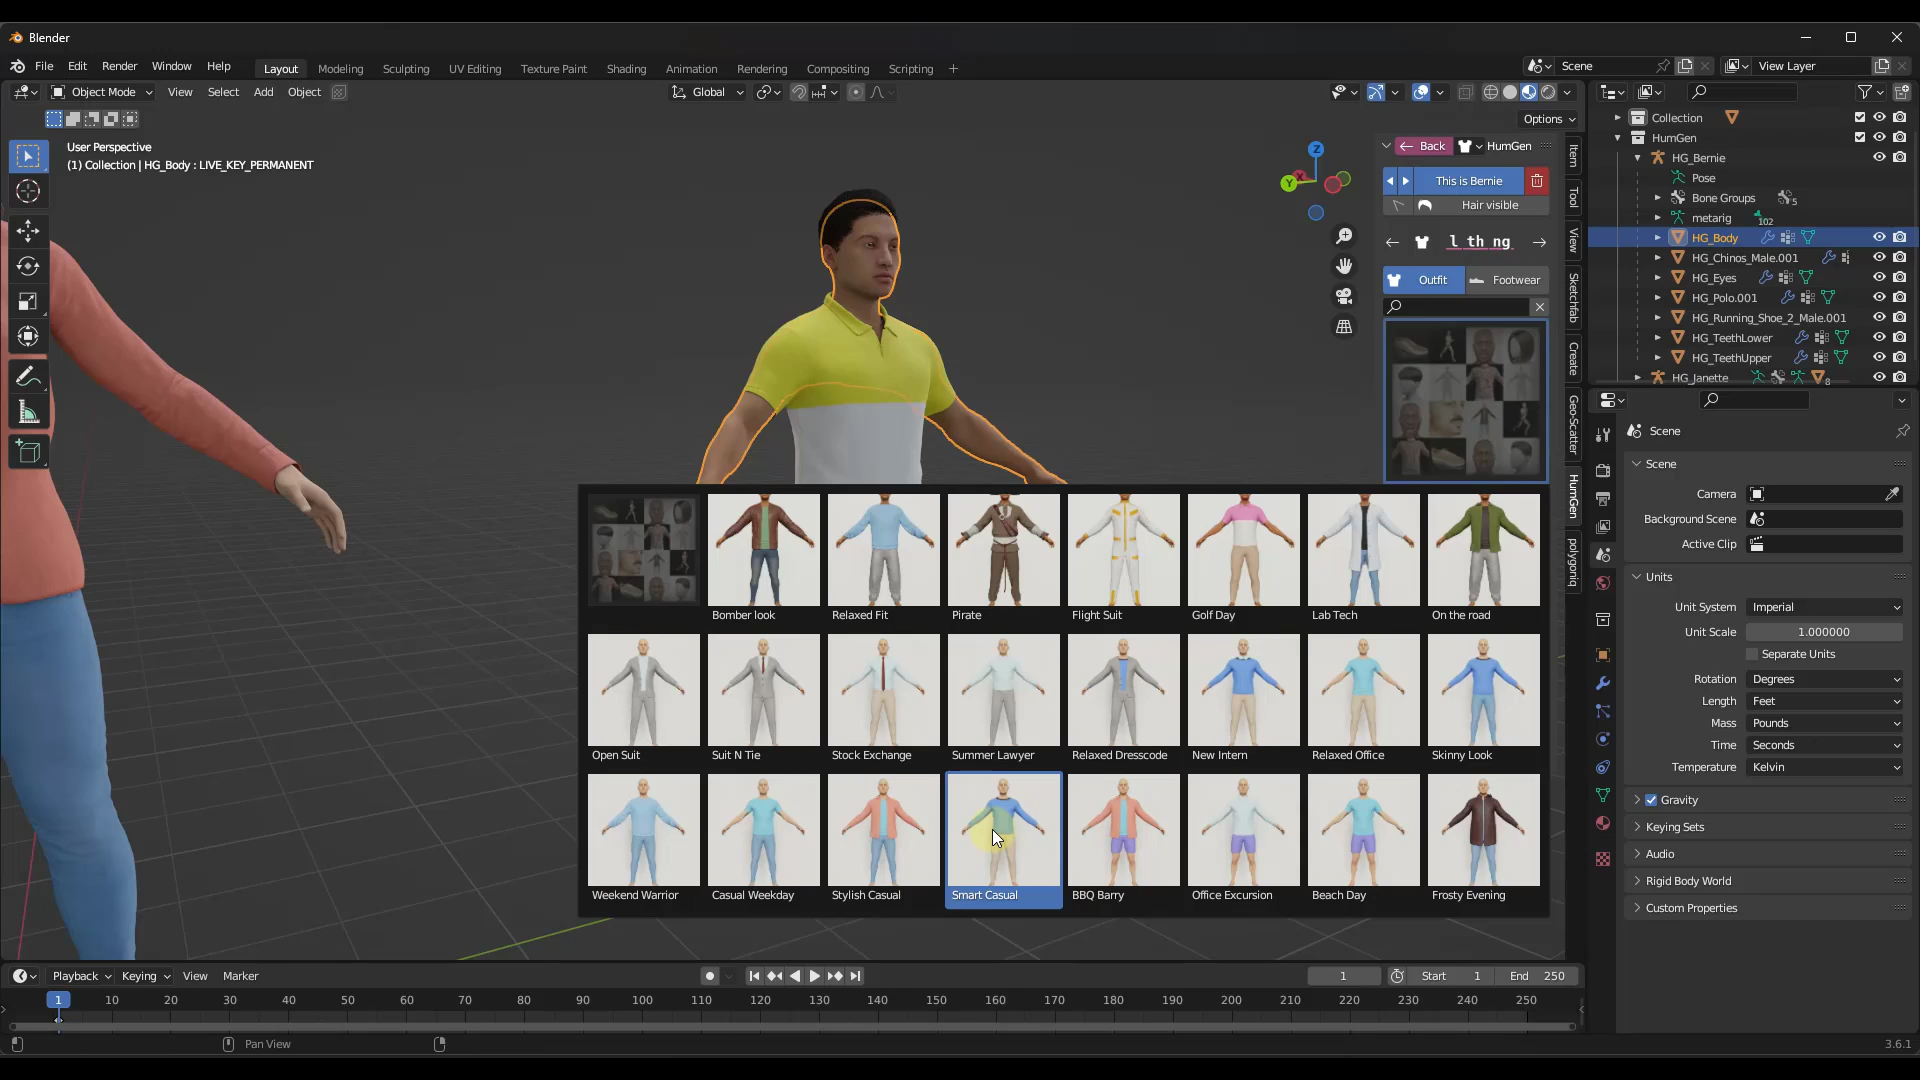 Blender
File Edit Render Window Help Layout Modeling Sculpting UV Editing Texture Paint Shading Animation Rendering Compositing Scripting + Scene View Layer
Object Mode View Select Add Object Global
Options
User Perspective
(1) Collection | HG_Body : LIVE_KEY_PERMANENT
Z
Y
X
Back HumGen
This is Bernie
Hair visible
l th ng
Outfit Footwear
Item
Tool
View
Sketchfab
Create
Geo-Scatter
HumGen
polygoniq
Bomber look Relaxed Fit Pirate Flight Suit Golf Day Lab Tech On the road
Open Suit Suit N Tie Stock Exchange Summer Lawyer Relaxed Dresscode New Intern Relaxed Office Skinny Look
Weekend Warrior Casual Weekday Stylish Casual Smart Casual BBQ Barry Office Excursion Beach Day Frosty Evening
Collection
HumGen
HG_Bernie
Pose
Bone Groups 5
metarig 102
HG_Body
HG_Chinos_Male.001
HG_Eyes
HG_Polo.001
HG_Running_Shoe_2_Male.001
HG_TeethLower
HG_TeethUpper
HG_Janette 8
Scene
Scene
Camera
Background Scene
Active Clip
Units
Unit System Imperial
Unit Scale 1.000000
Separate Units
Rotation Degrees
Length Feet
Mass Pounds
Time Seconds
Temperature Kelvin
Gravity
Keying Sets
Audio
Rigid Body World
Custom Properties
Playback Keying View Marker 1 Start 1 End 250
1 10 20 30 40 50 60 70 80 90 100 110 120 130 140 150 160 170 180 190 200 210 220 230 240 250
Pan View
3.6.1